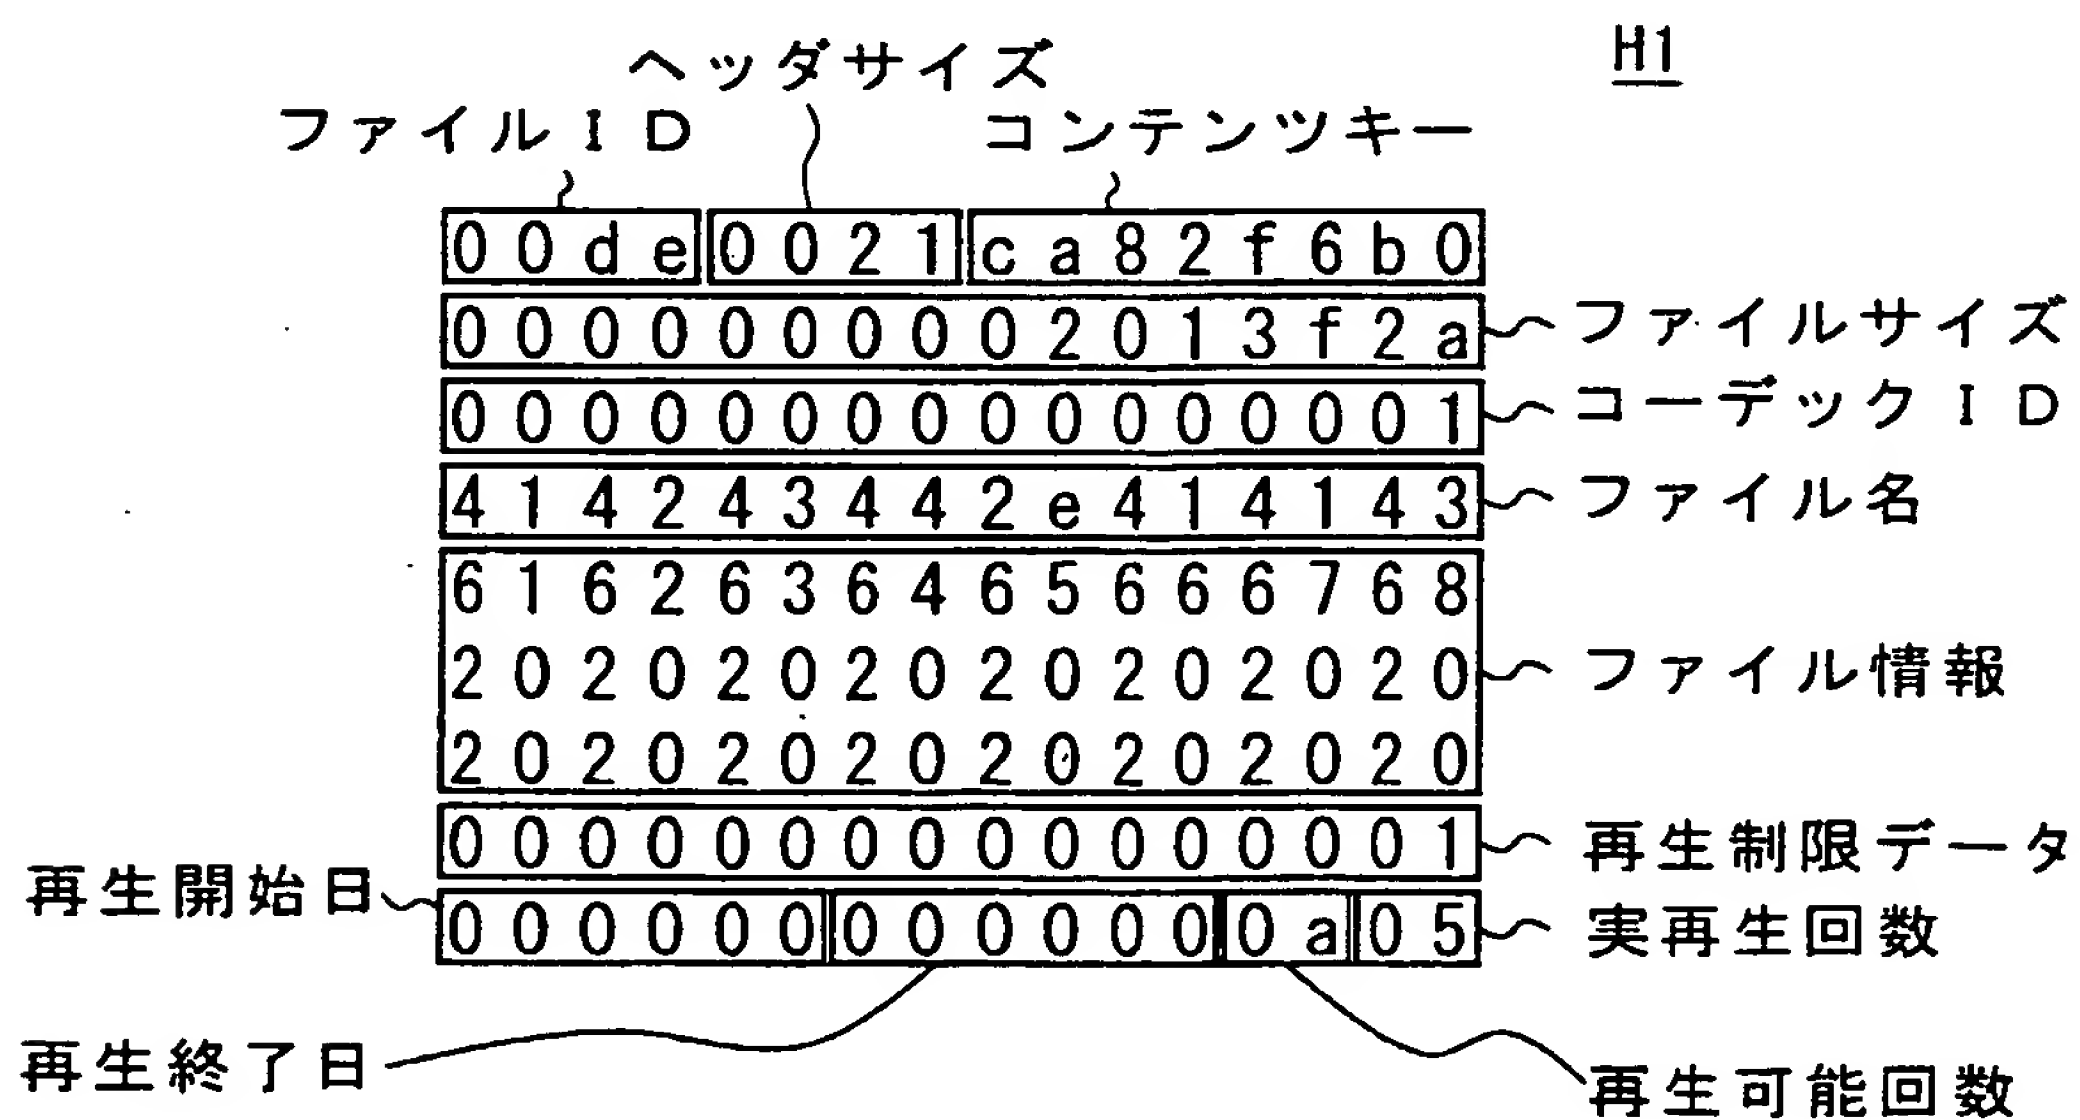 H1
ヘッダサイズ
ファイルID コンテンツキー
00de 0021 ca82f6b0
000000002013f2a ファイルサイズ
0000000000000001 コーデックID
414243442e414143 ファイル名
6162636465666768
2020202020202020 ファイル情報
2020202020202020
0000000000000001 再生制限データ
再生開始日 000000 000000 0a 05 実再生回数
再生終了日
再生可能回数